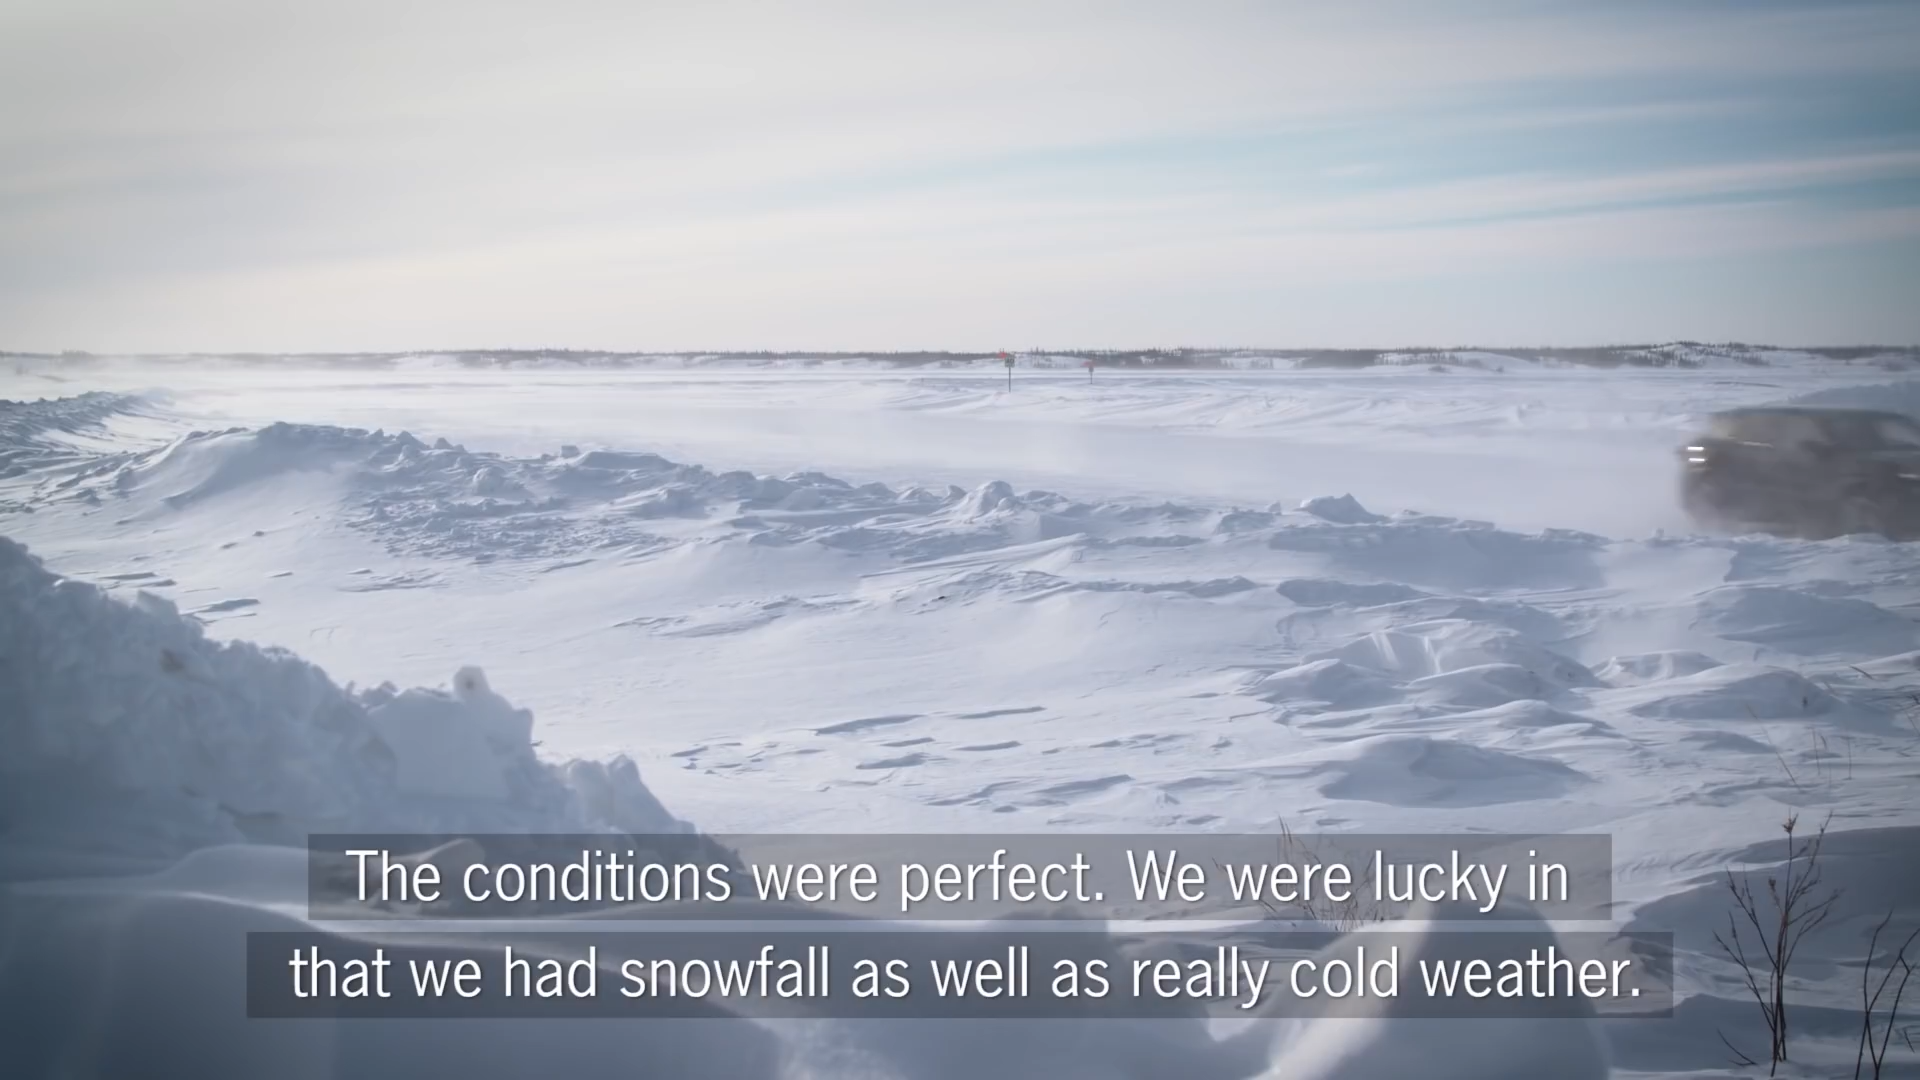 The conditions were perfect. We were lucky in
that we had snowfall as well as really cold weather.